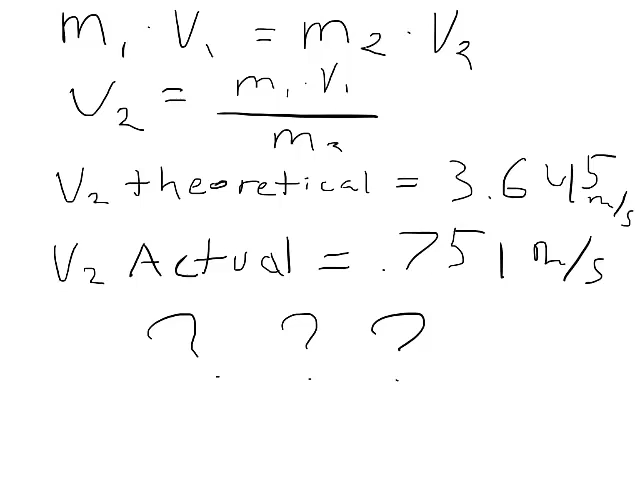 m₁ · V₁ = m₂ · V₂
V₂ = m₁ · V₁ / m₂
V₂ theoretical = 3.645 m/s
V₂ Actual = .751 m/s
? ? ?